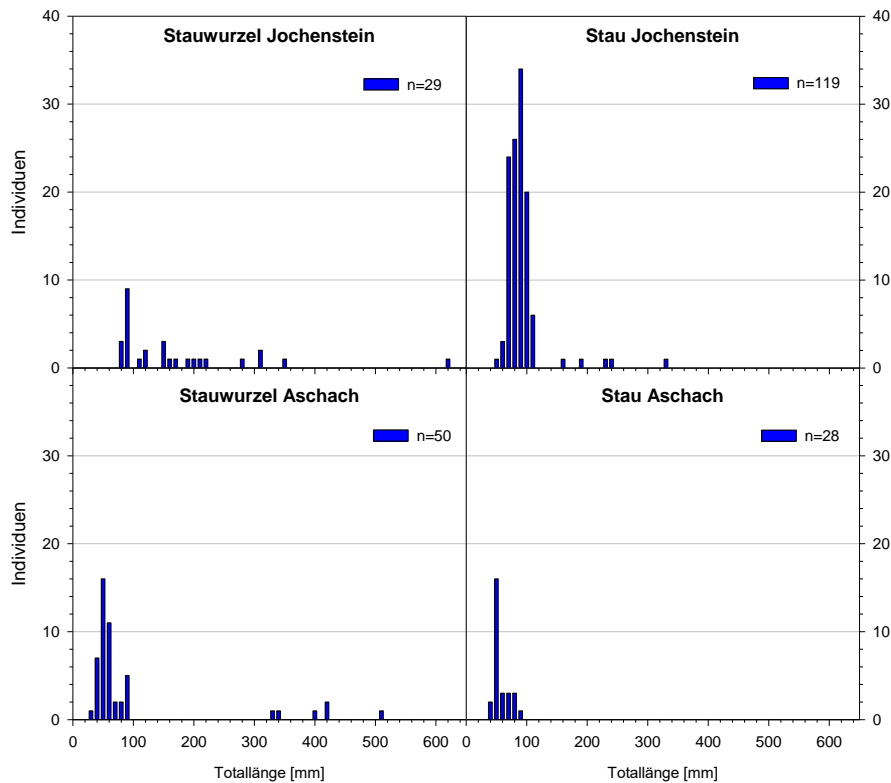 40 Stauwurzel Jochenstein Stau Jochenstein 40
n=29 n=119
30 30
Individuen
20 20
10 10
0 0
Stauwurzel Aschach Stau Aschach
n=50 n=28
30 30
Individuen
20 20
10 10
0 0
0 100 200 300 400 500 600 0 100 200 300 400 500 600
Totallänge [mm] Totallänge [mm]